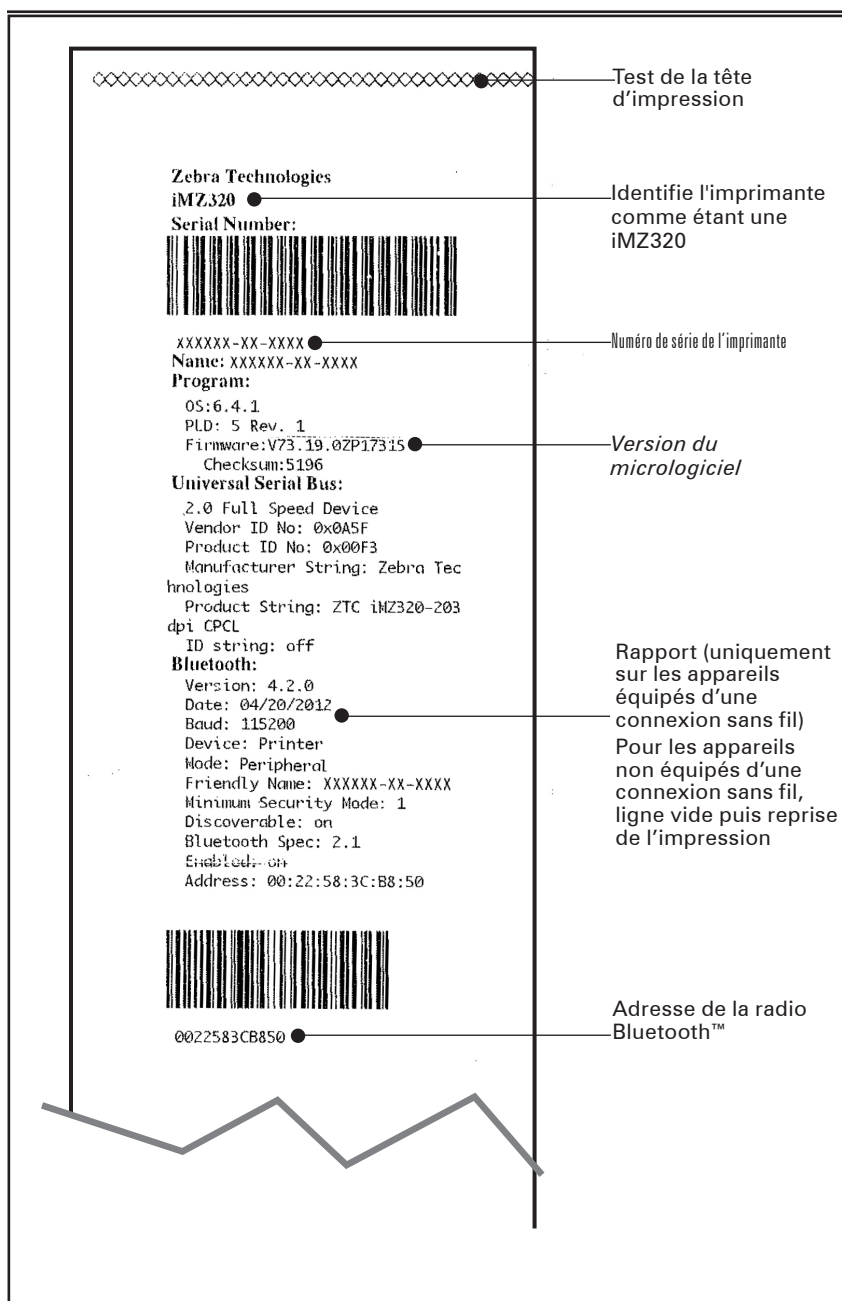 Test de la tête
d’impression
Zebra Technologies
iMZ320
Identifie l'imprimante
comme étant une
iMZ320
Serial Number:
XXXXXX-XX-XXXX
Numéro de série de l’imprimante
Name: XXXXXX-XX-XXXX
Program:
OS:6.4.1
PLD: 5 Rev. 1
Firmware:V73.19.0ZP17315
Version du
micrologiciel
Checksum:5196
Universal Serial Bus:
2.0 Full Speed Device
Vendor ID No: 0x0A5F
Product ID No: 0x00F3
Manufacturer String: Zebra Tec
hnologies
Product String: ZTC iMZ320-203
dpi CPCL
ID string: off
Bluetooth:
Version: 4.2.0
Date: 04/20/2012
Baud: 115200
Device: Printer
Mode: Peripheral
Friendly Name: XXXXXX-XX-XXXX
Minimum Security Mode: 1
Discoverable: on
Bluetooth Spec: 2.1
Enabled: on
Address: 00:22:58:3C:B8:50
Rapport (uniquement
sur les appareils
équipés d’une
connexion sans fil)
Pour les appareils
non équipés d’une
connexion sans fil,
ligne vide puis reprise
de l’impression
0022583CB850
Adresse de la radio
Bluetooth™